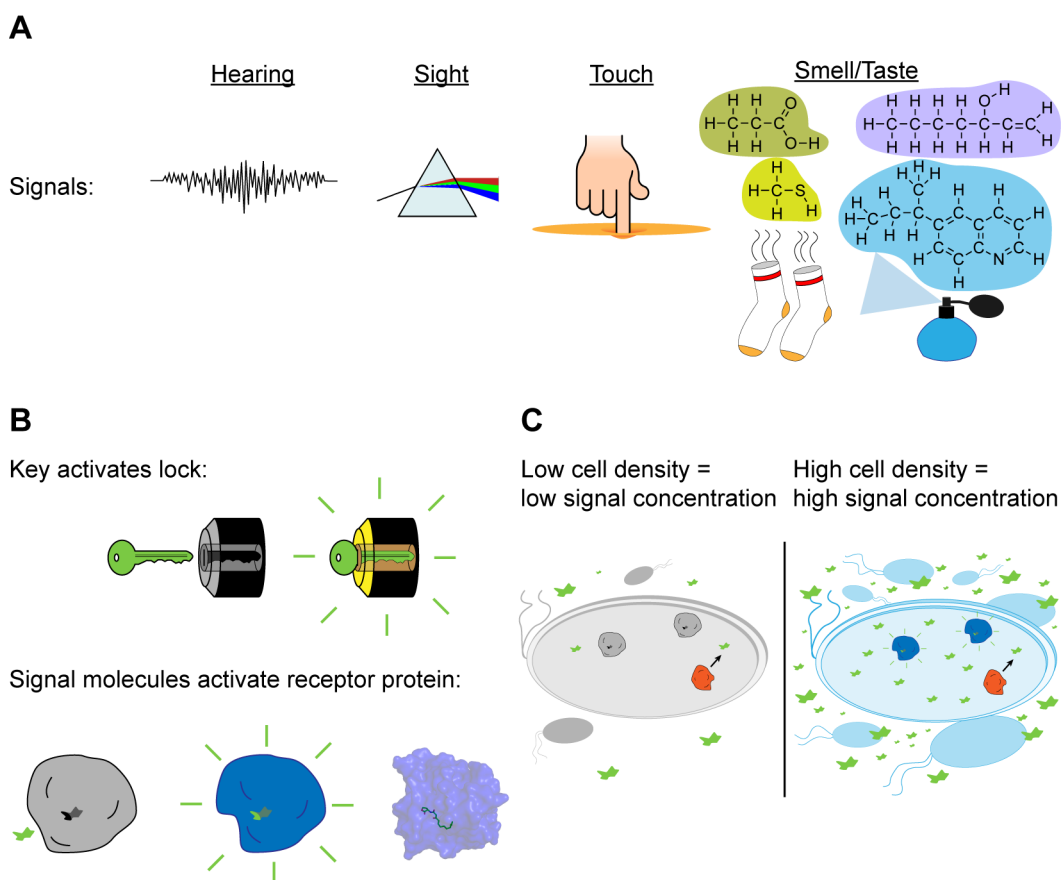 A
Hearing
Sight
Touch
Smell/Taste
Signals:
H H
H C C C O
H H O H
H
H C S H
H
H H H H H O H
H C C C C C C C H
H H H H H H H
H
H C H
H H C H H
H C C C C C C H
H H H C C C C H
C N
H
B
Key activates lock:
Signal molecules activate receptor protein:
C
Low cell density =
low signal concentration
High cell density =
high signal concentration